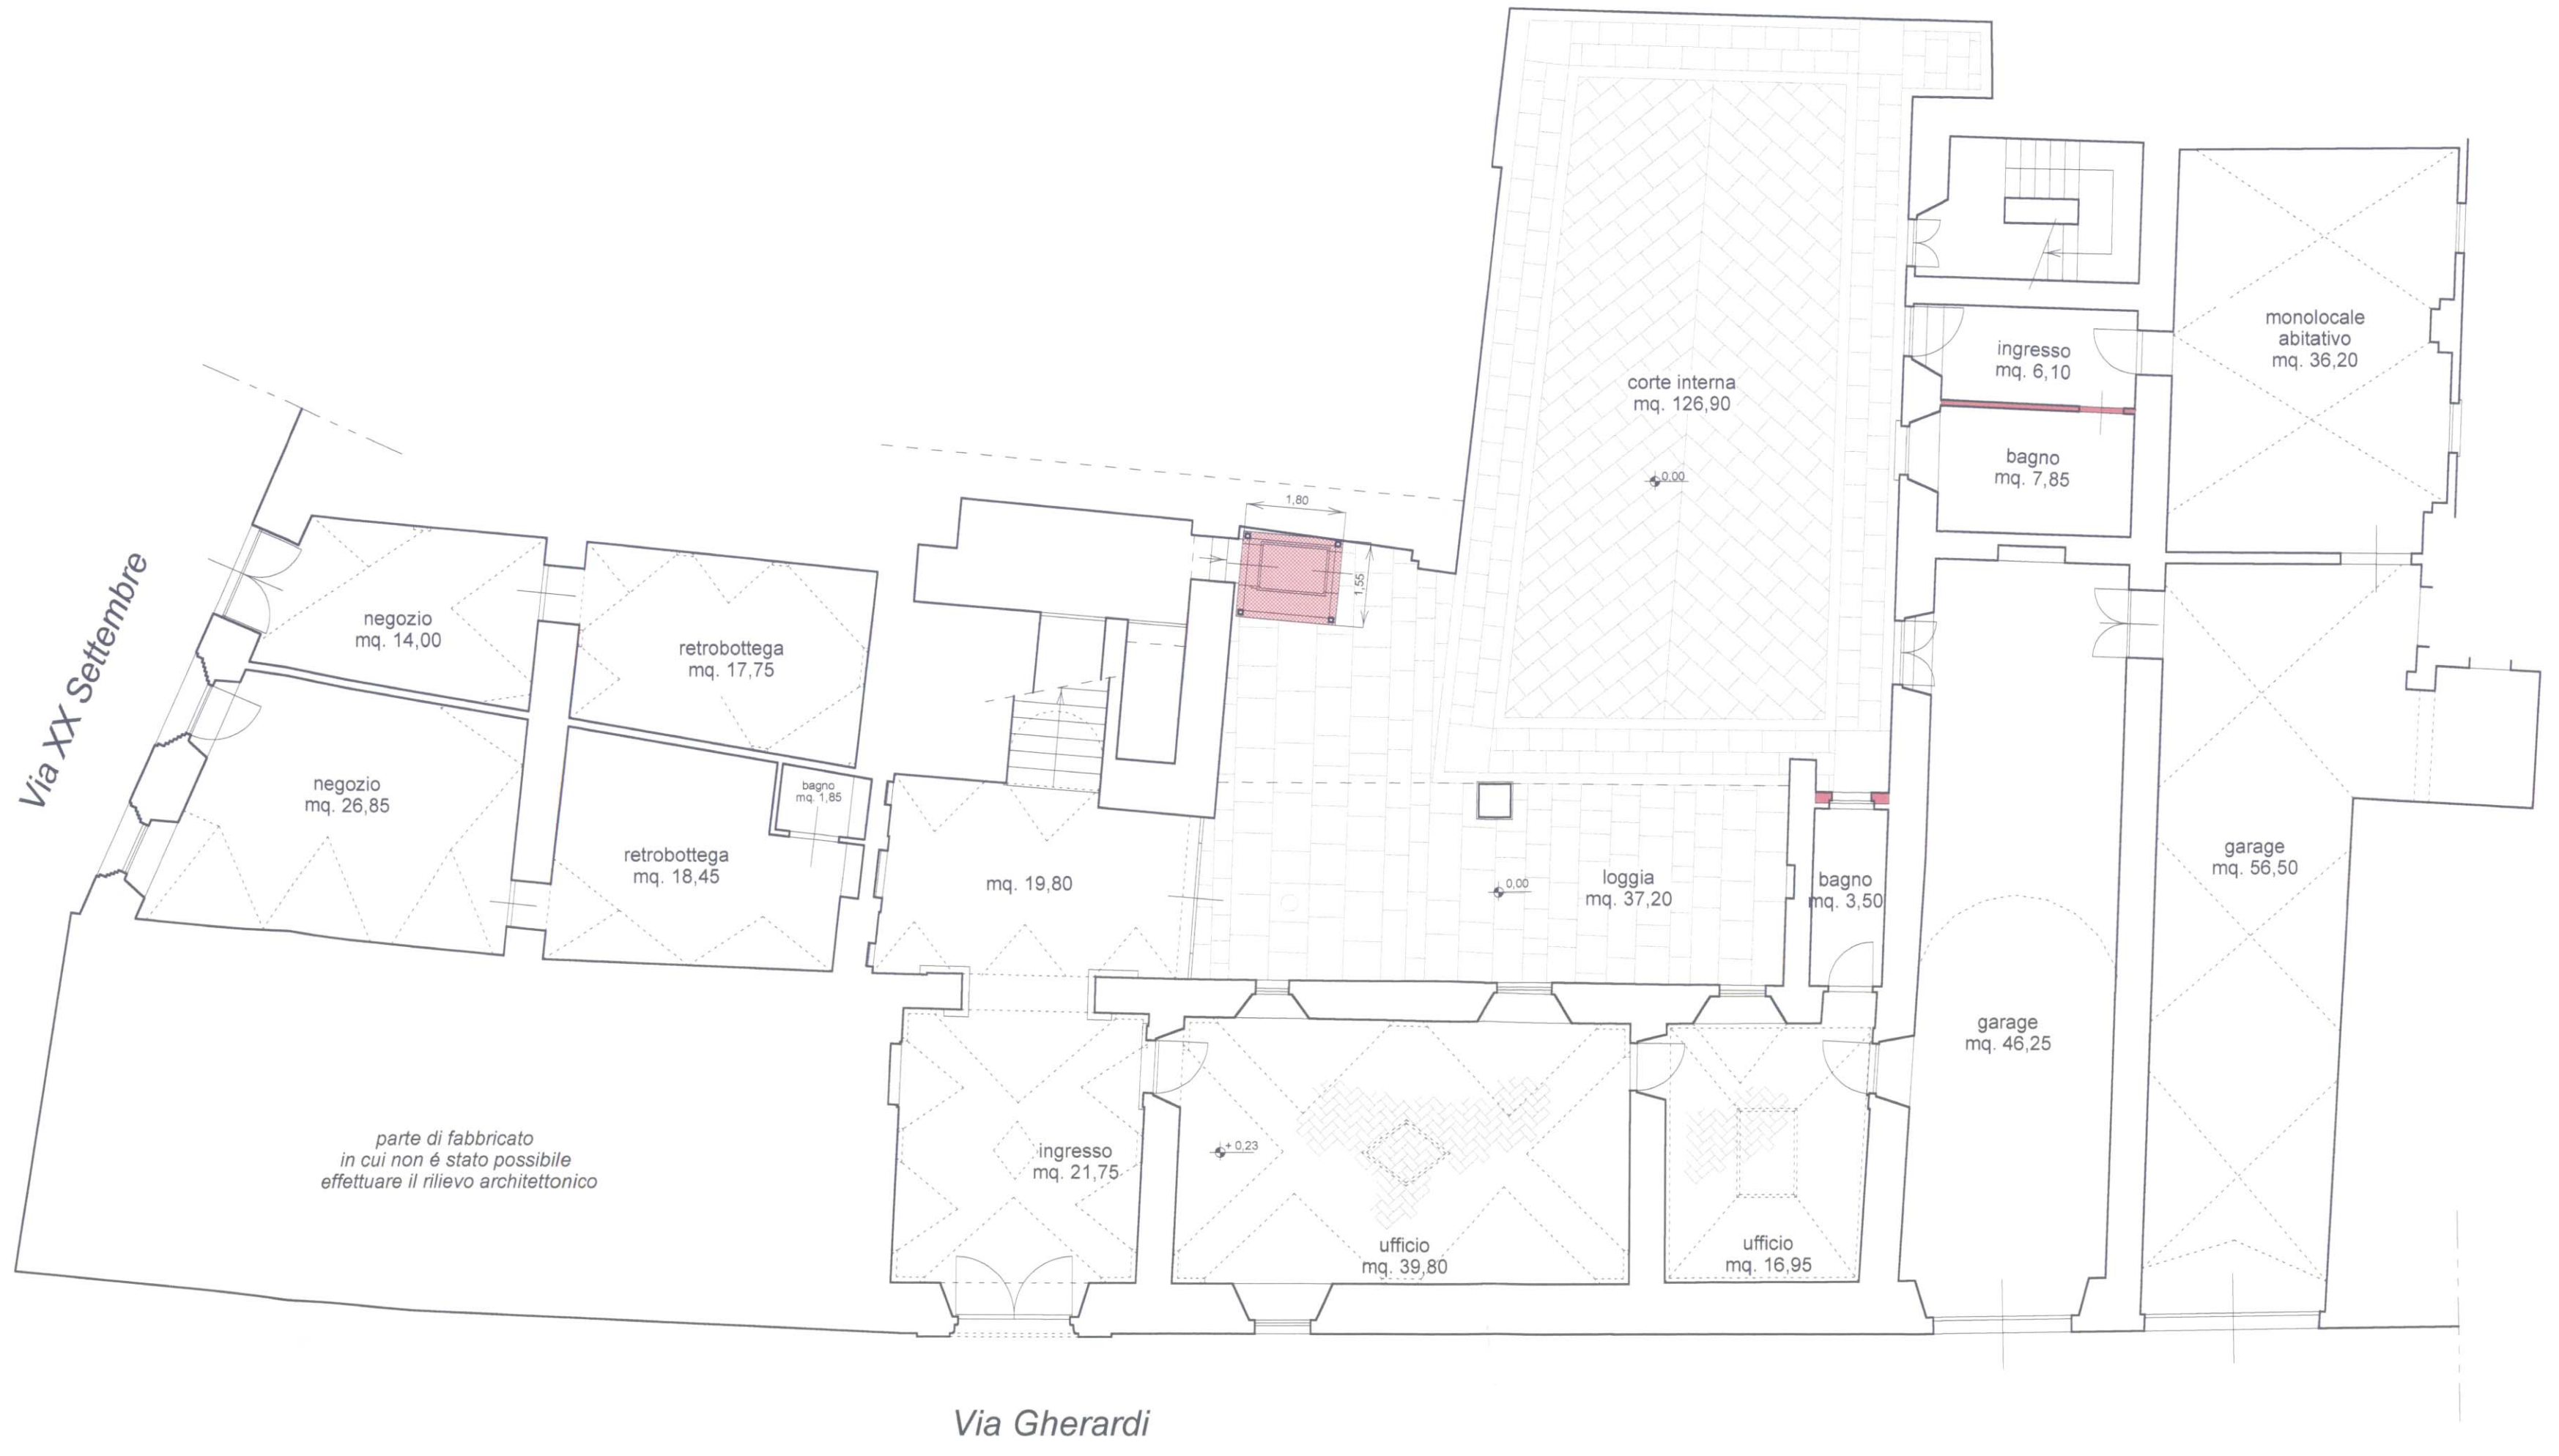 monolocale
abitativo
mq. 36,20
ingresso
mq. 6,10
corte interna
mq. 126,90
bagno
mq. 7,85
0,00
1,80
1,55
Via XX Settembre
negozio
mq. 14,00
retrobottega
mq. 17,75
negozio
mq. 26,85
bagno
mq. 1,85
retrobottega
mq. 18,45
mq. 19,80
0,00
loggia
mq. 37,20
bagno
mq. 3,50
garage
mq. 56,50
garage
mq. 46,25
parte di fabbricato
in cui non é stato possibile
effettuare il rilievo architettonico
ingresso
mq. 21,75
+ 0,23
ufficio
mq. 39,80
ufficio
mq. 16,95
Via Gherardi